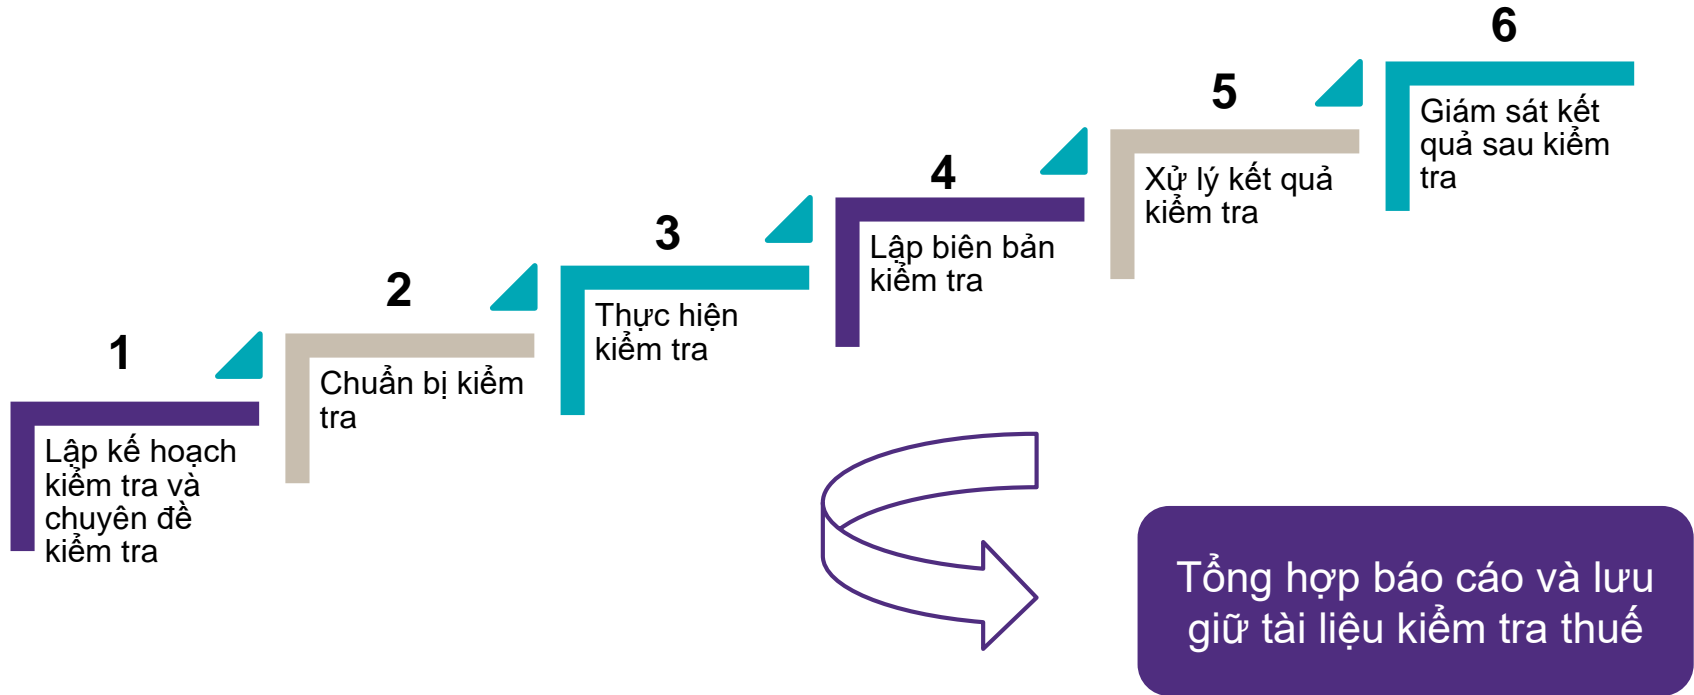 1
Lập kế hoạch
kiểm tra và
chuyên đề
kiểm tra
2
Chuẩn bị kiểm
tra
3
Thực hiện
kiểm tra
4
Lập biên bản
kiểm tra
5
Xử lý kết quả
kiểm tra
6
Giám sát kết
quả sau kiểm
tra
Tổng hợp báo cáo và lưu
giữ tài liệu kiểm tra thuế